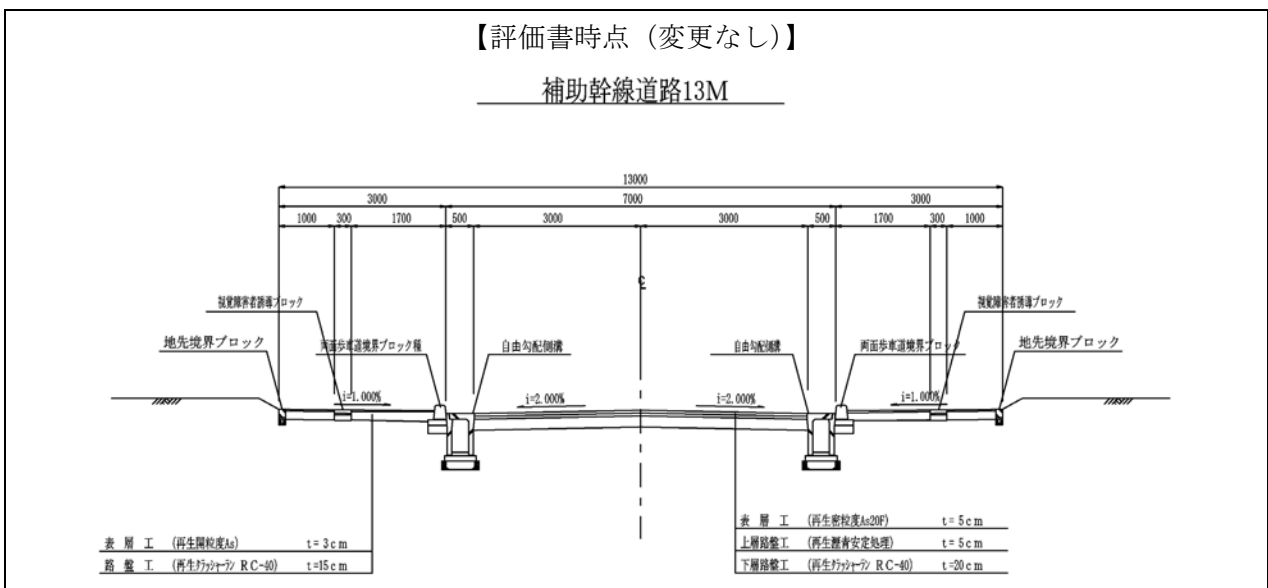 【評価書時点(変更なし)】
補助幹線道路13M
13000
3000 7000 3000
1000 300 1700 500 3000 3000 500 1700 300 1000
℄
視覚障害者誘導ブロック 視覚障害者誘導ブロック
地先境界ブロック 両面歩車道境界ブロック種 自由勾配側溝 自由勾配側溝 両面歩車道境界ブロック 地先境界ブロック
i=1.000% i=2.000% i=2.000% i=1.000%
表層工 (再生密粒度As20F) t=5cm
上層路盤工 (再生瀝青安定処理) t=5cm
下層路盤工 (再生クラッシャーラン RC-40) t=20cm
表層工 (再生開粒度As) t=3cm
路盤工 (再生クラッシャーラン RC-40) t=15cm